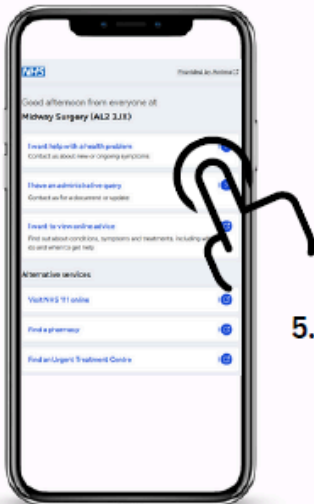 NHS
Provided by Accurx
Good afternoon from everyone at
Midway Surgery (AL2 3JX)
I want help with a health problem
Contact us about new or ongoing symptoms.
I have an administrative query
Contact us for a document or update.
I want to view online advice
Find out about conditions, symptoms and treatments, including
do and when to get help
Alternative services
Visit NHS 111 online
Find a pharmacy
Find an Urgent Treatment Centre
5.